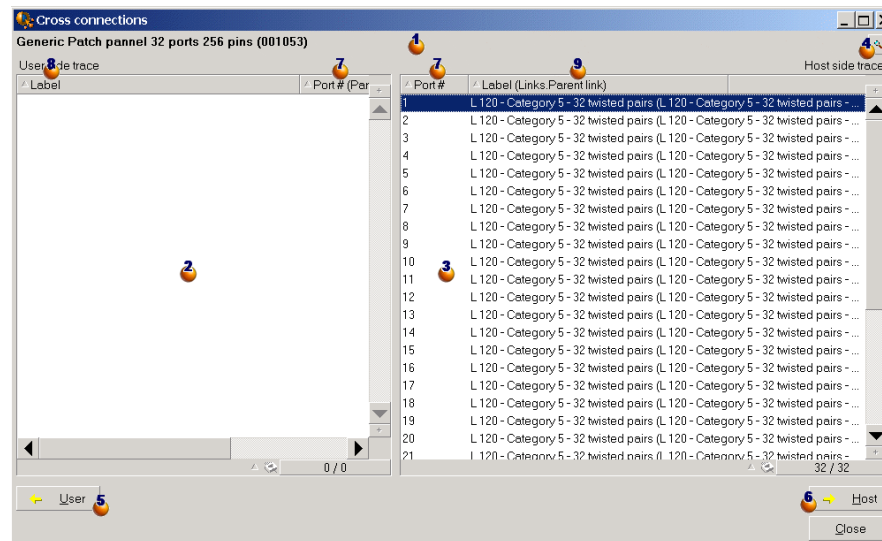 Cross connections
Generic Patch pannel 32 ports 256 pins (001053)
1
4
User side trace
8
7
7
9
Host side trace
Label
Port # (Par
Port #
Label (Links.Parent link)
1 L 120 - Category 5 - 32 twisted pairs (L 120 - Category 5 - 32 twisted pairs - ...
2 L 120 - Category 5 - 32 twisted pairs (L 120 - Category 5 - 32 twisted pairs - ...
3 L 120 - Category 5 - 32 twisted pairs (L 120 - Category 5 - 32 twisted pairs - ...
4 L 120 - Category 5 - 32 twisted pairs (L 120 - Category 5 - 32 twisted pairs - ...
5 L 120 - Category 5 - 32 twisted pairs (L 120 - Category 5 - 32 twisted pairs - ...
6 L 120 - Category 5 - 32 twisted pairs (L 120 - Category 5 - 32 twisted pairs - ...
7 L 120 - Category 5 - 32 twisted pairs (L 120 - Category 5 - 32 twisted pairs - ...
8 L 120 - Category 5 - 32 twisted pairs (L 120 - Category 5 - 32 twisted pairs - ...
9 L 120 - Category 5 - 32 twisted pairs (L 120 - Category 5 - 32 twisted pairs - ...
2
10 L 120 - Category 5 - 32 twisted pairs (L 120 - Category 5 - 32 twisted pairs - ...
3
11 L 120 - Category 5 - 32 twisted pairs (L 120 - Category 5 - 32 twisted pairs - ...
12 L 120 - Category 5 - 32 twisted pairs (L 120 - Category 5 - 32 twisted pairs - ...
13 L 120 - Category 5 - 32 twisted pairs (L 120 - Category 5 - 32 twisted pairs - ...
14 L 120 - Category 5 - 32 twisted pairs (L 120 - Category 5 - 32 twisted pairs - ...
15 L 120 - Category 5 - 32 twisted pairs (L 120 - Category 5 - 32 twisted pairs - ...
16 L 120 - Category 5 - 32 twisted pairs (L 120 - Category 5 - 32 twisted pairs - ...
17 L 120 - Category 5 - 32 twisted pairs (L 120 - Category 5 - 32 twisted pairs - ...
18 L 120 - Category 5 - 32 twisted pairs (L 120 - Category 5 - 32 twisted pairs - ...
19 L 120 - Category 5 - 32 twisted pairs (L 120 - Category 5 - 32 twisted pairs - ...
20 L 120 - Category 5 - 32 twisted pairs (L 120 - Category 5 - 32 twisted pairs - ...
21 L 120 - Category 5 - 32 twisted pairs (L 120 - Category 5 - 32 twisted pairs - ...
0 / 0
32 / 32
User
5
6
Host
Close